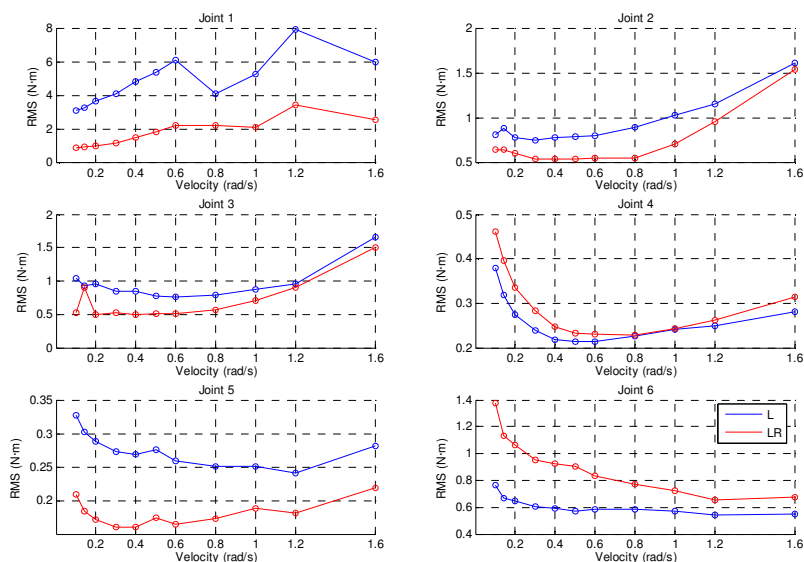 Joint 1
8
6
4
2
0
RMS (N·m)
0.2 0.4 0.6 0.8 1 1.2 1.6
Velocity (rad/s)
Joint 2
2
1.5
1
0.5
RMS (N·m)
0.2 0.4 0.6 0.8 1 1.2 1.6
Velocity (rad/s)
Joint 3
2
1.5
1
0.5
0
RMS (N·m)
0.2 0.4 0.6 0.8 1 1.2 1.6
Velocity (rad/s)
Joint 4
0.5
0.4
0.3
0.2
RMS (N·m)
0.2 0.4 0.6 0.8 1 1.2 1.6
Velocity (rad/s)
Joint 5
0.35
0.3
0.25
0.2
RMS (N·m)
0.2 0.4 0.6 0.8 1 1.2 1.6
Velocity (rad/s)
Joint 6
1.4
1.2
1
0.8
0.6
0.4
RMS (N·m)
L
LR
0.2 0.4 0.6 0.8 1 1.2 1.6
Velocity (rad/s)